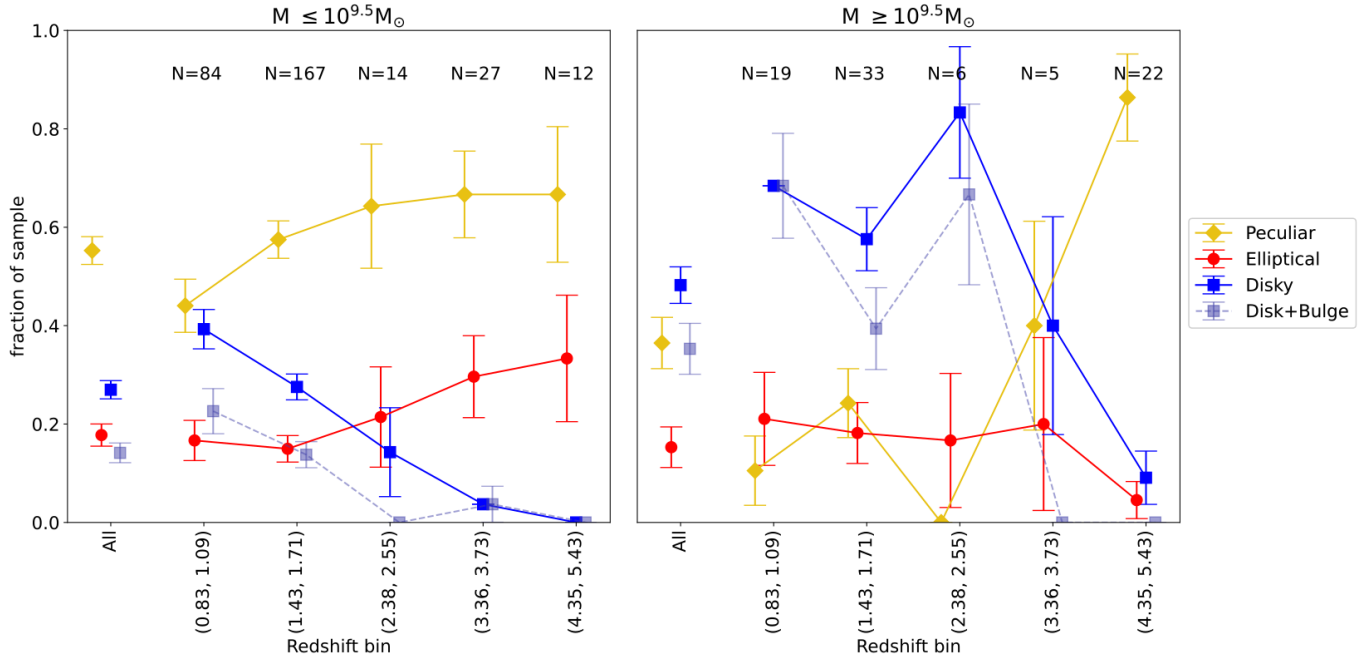 M ≤ 10^9.5 M⊙
M ≥ 10^9.5 M⊙
1.0
0.8
0.6
0.4
0.2
0.0
fraction of sample
N=84
N=167
N=14
N=27
N=12
N=19
N=33
N=6
N=5
N=22
Peculiar
Elliptical
Disky
Disk+Bulge
All
(0.83, 1.09)
(1.43, 1.71)
(2.38, 2.55)
(3.36, 3.73)
(4.35, 5.43)
Redshift bin
All
(0.83, 1.09)
(1.43, 1.71)
(2.38, 2.55)
(3.36, 3.73)
(4.35, 5.43)
Redshift bin